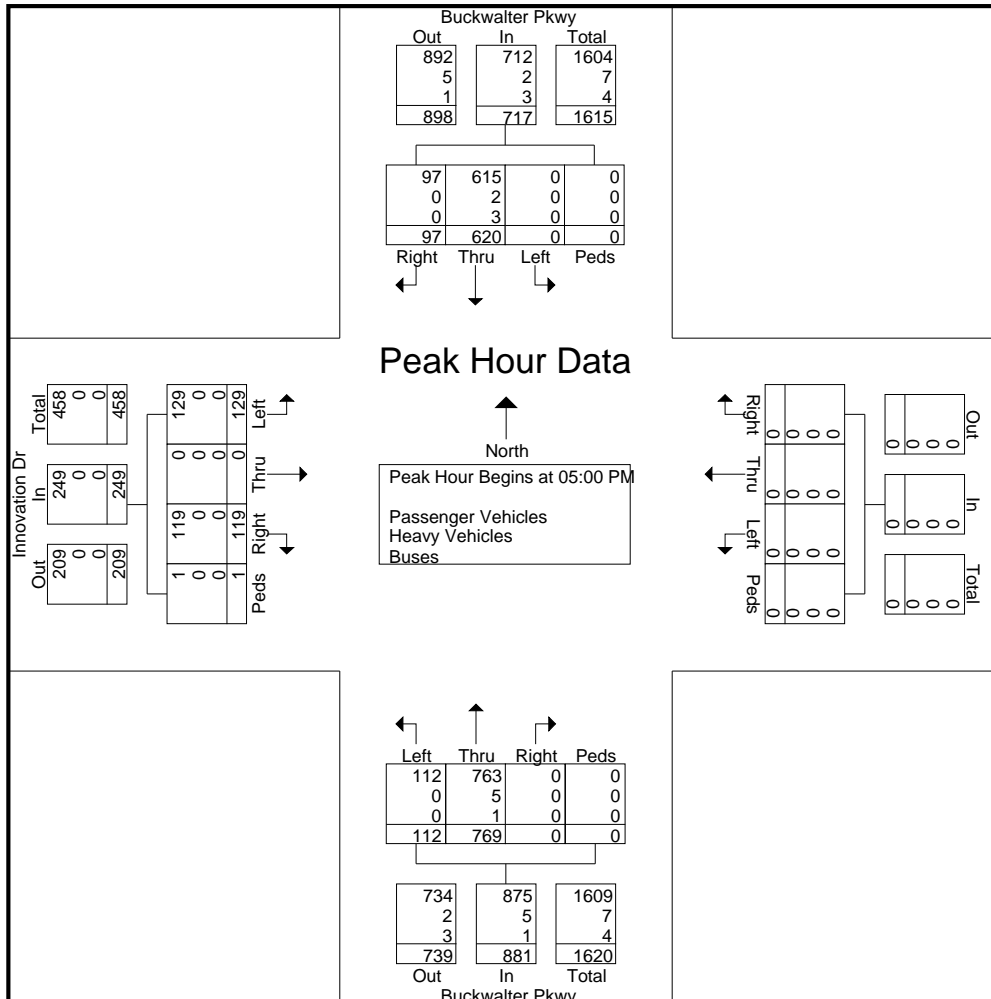 Buckwalter Pkwy
Out In Total
892 712 1604
5 2 7
1 3 4
898 717 1615
97 615 0 0
0 2 0 0
0 3 0 0
97 620 0 0
Right Thru Left Peds
Peak Hour Data
North
Peak Hour Begins at 05:00 PM
Passenger Vehicles
Heavy Vehicles
Buses
Innovation Dr
Out In Total
209 249 458
0 0 0
0 0 0
209 249 458
1 119 0 129
0 0 0 0
0 0 0 0
1 119 0 129
Peds Right Thru Left
Out In Total
0 0 0
0 0 0
0 0 0
0 0 0
0 0 0 0
0 0 0 0
0 0 0 0
0 0 0 0
Right Thru Left Peds
Left Thru Right Peds
112 763 0 0
0 5 0 0
0 1 0 0
112 769 0 0
734 875 1609
2 5 7
3 1 4
739 881 1620
Out In Total
Buckwalter Pkwy